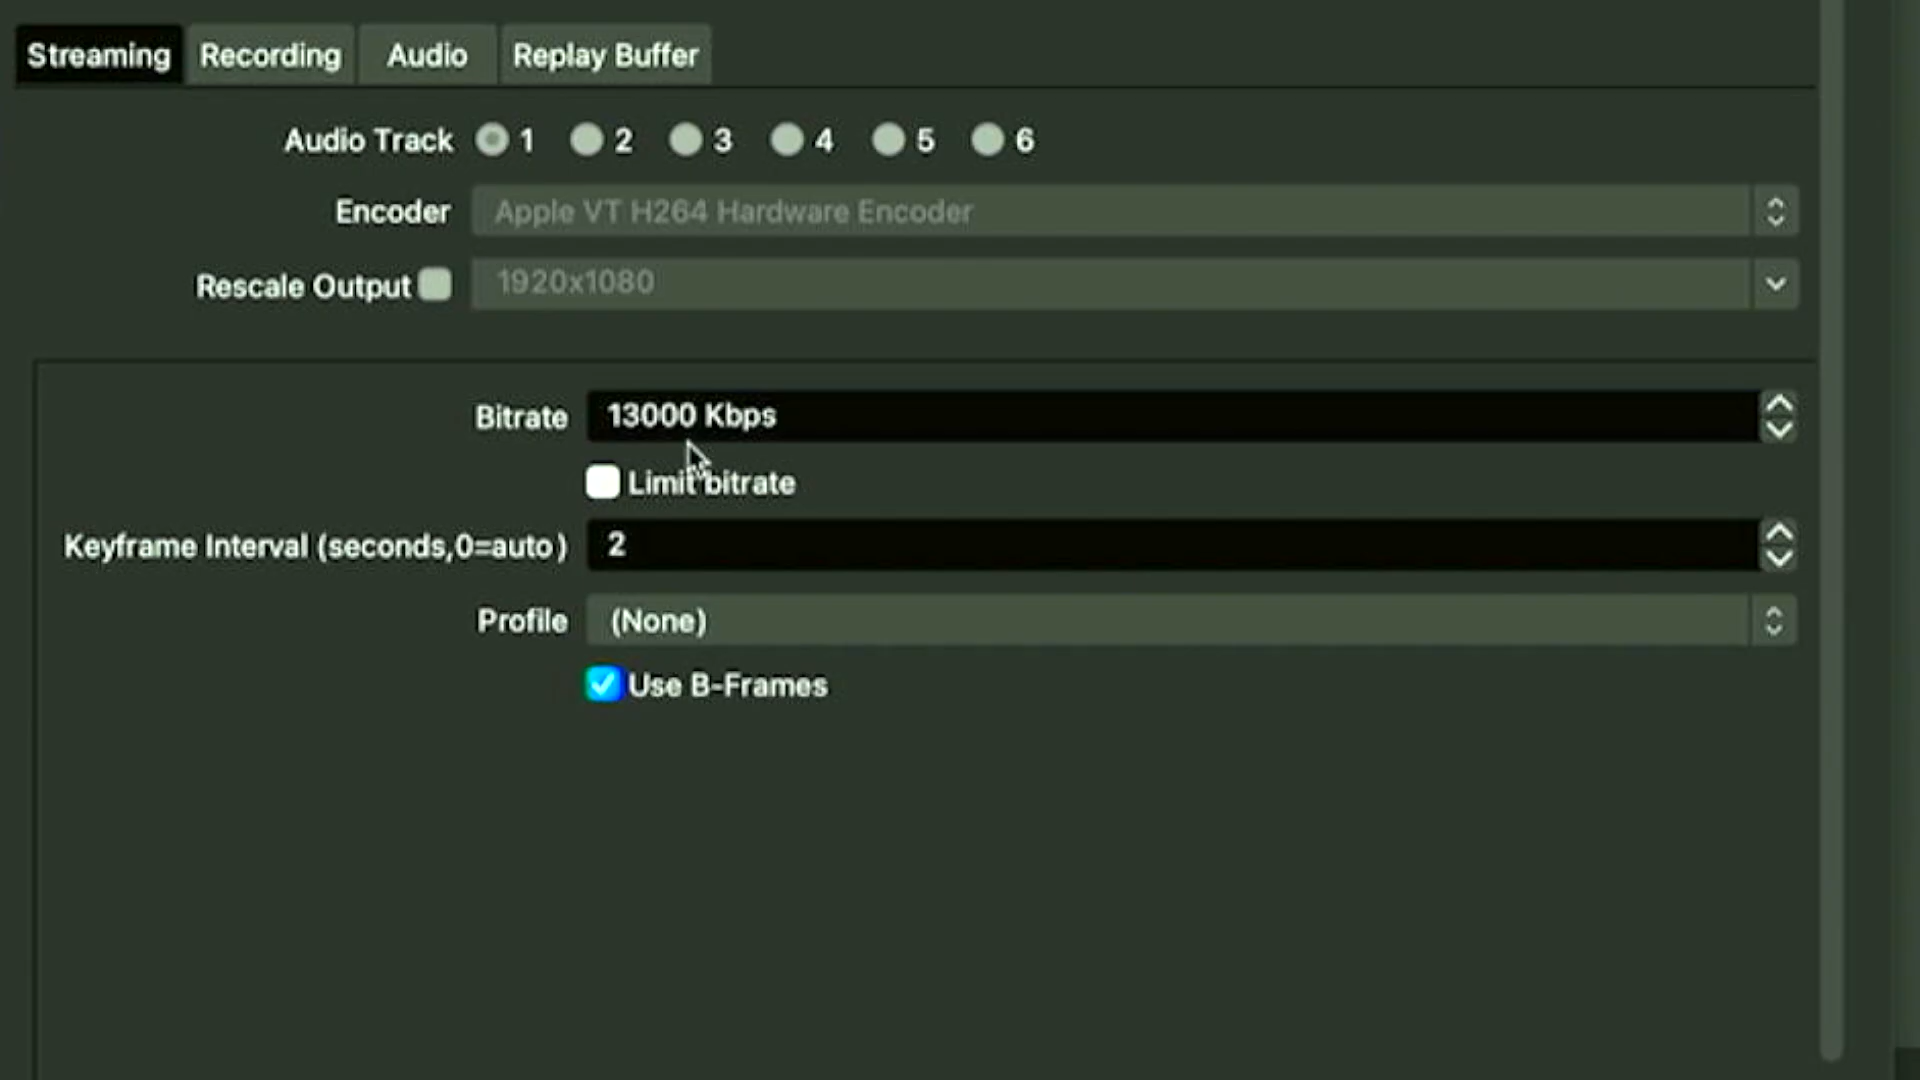 Streaming Recording Audio Replay Buffer
Audio Track 1 2 3 4 5 6
Encoder Apple VT H264 Hardware Encoder
Rescale Output 1920x1080
Bitrate 13000 Kbps
Limit bitrate
Keyframe Interval (seconds,0=auto) 2
Profile (None)
Use B-Frames